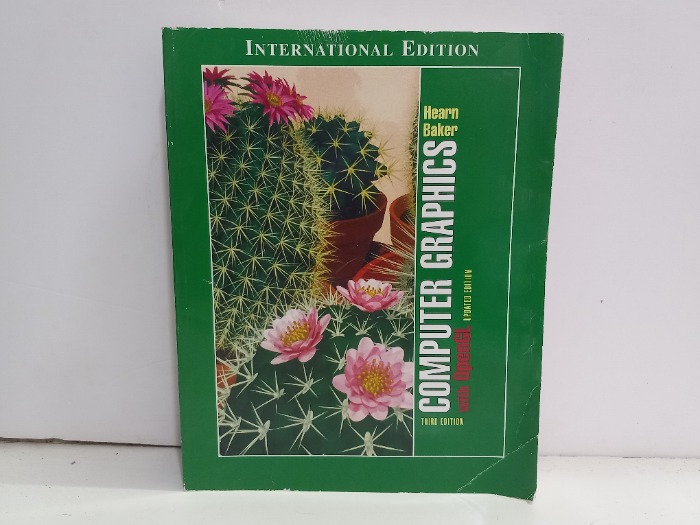 INTERNATIONAL EDITION
Hearn
Baker
COMPUTER GRAPHICS
with OpenGL
UPDATED EDITION
THIRD EDITION